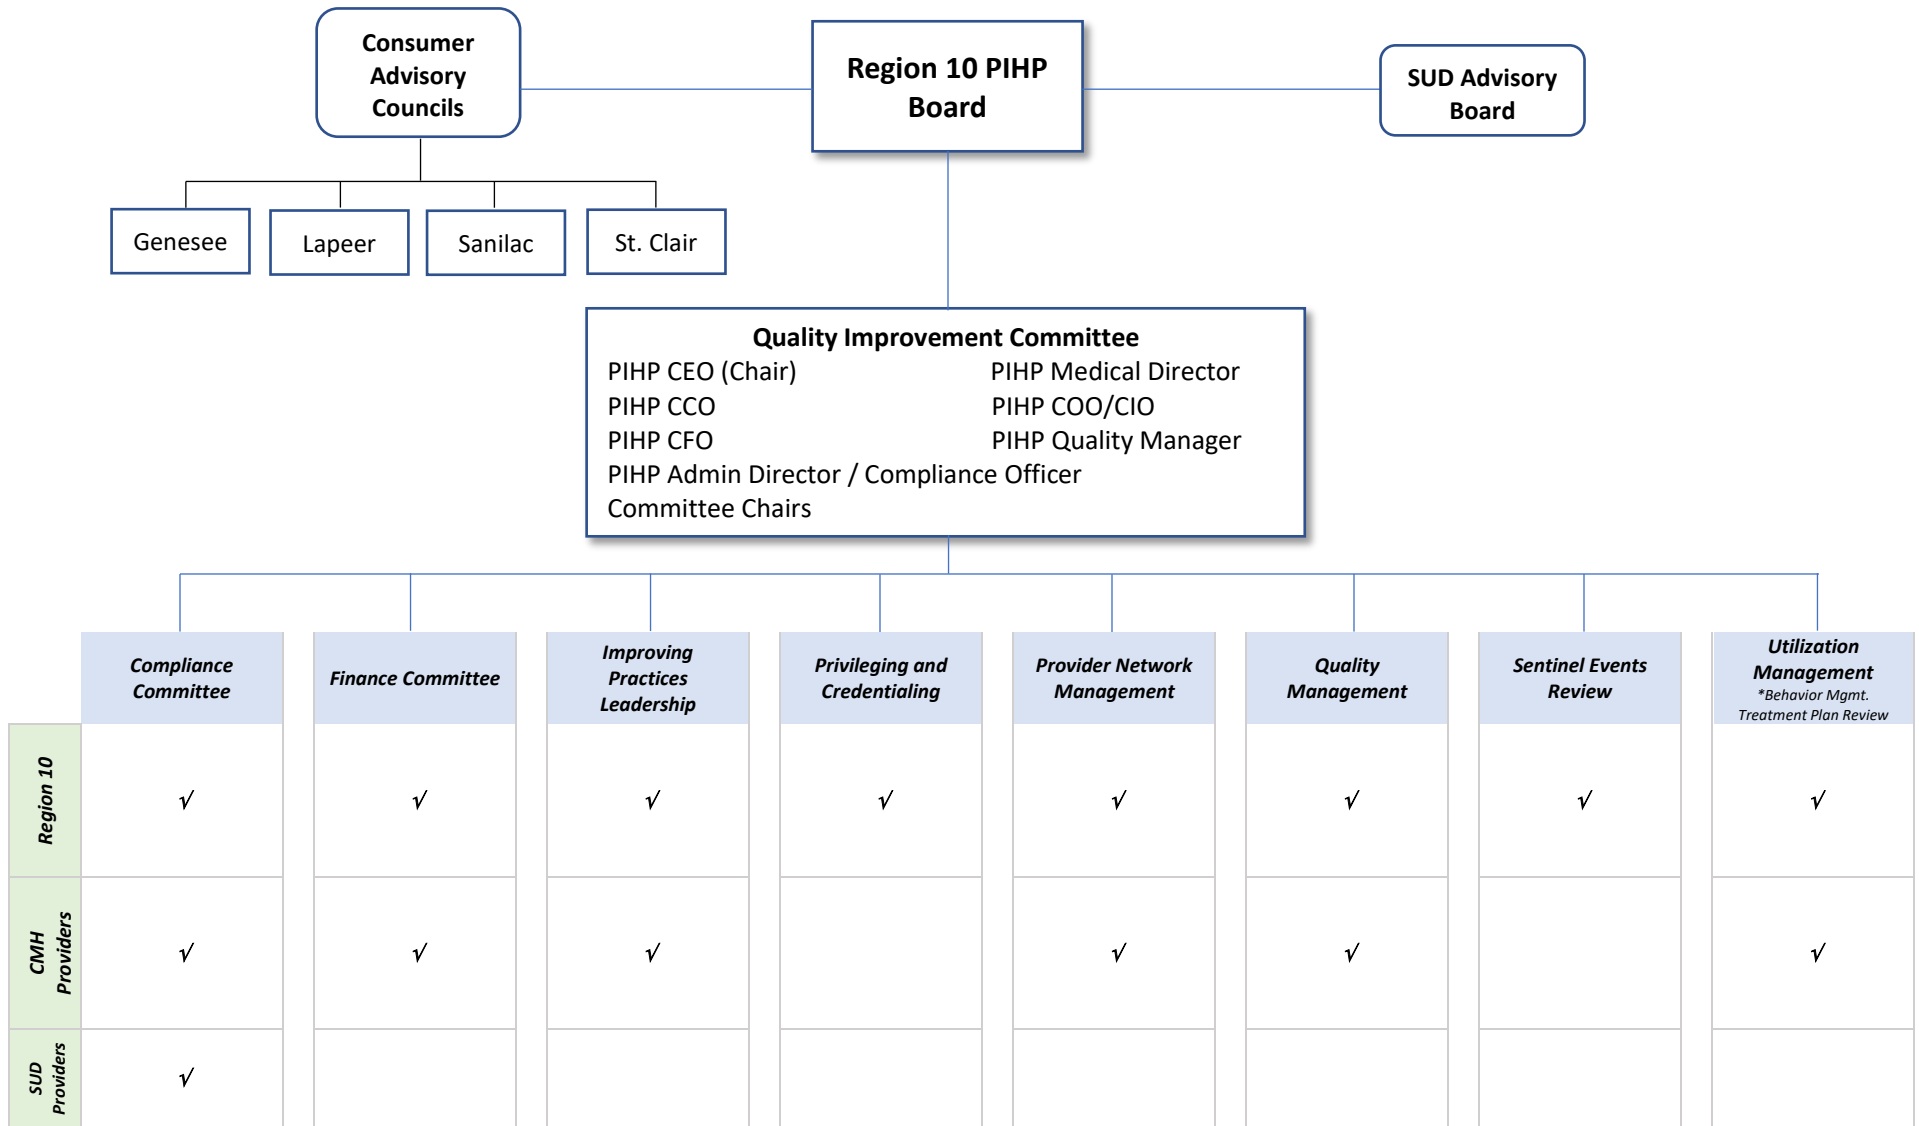 Consumer
Advisory
Councils
Region 10 PIHP
Board
SUD Advisory
Board
Genesee
Lapeer
Sanilac
St. Clair
Quality Improvement Committee
PIHP CEO (Chair) PIHP Medical Director
PIHP CCO PIHP COO/CIO
PIHP CFO PIHP Quality Manager
PIHP Admin Director / Compliance Officer
Committee Chairs
Compliance
Committee
Finance Committee
Improving
Practices
Leadership
Privileging and
Credentialing
Provider Network
Management
Quality
Management
Sentinel Events
Review
Utilization
Management
*Behavior Mgmt.
Treatment Plan Review
Region 10
√ √ √ √ √ √ √ √
CMH
Providers
√ √ √ √ √ √
SUD
Providers
√